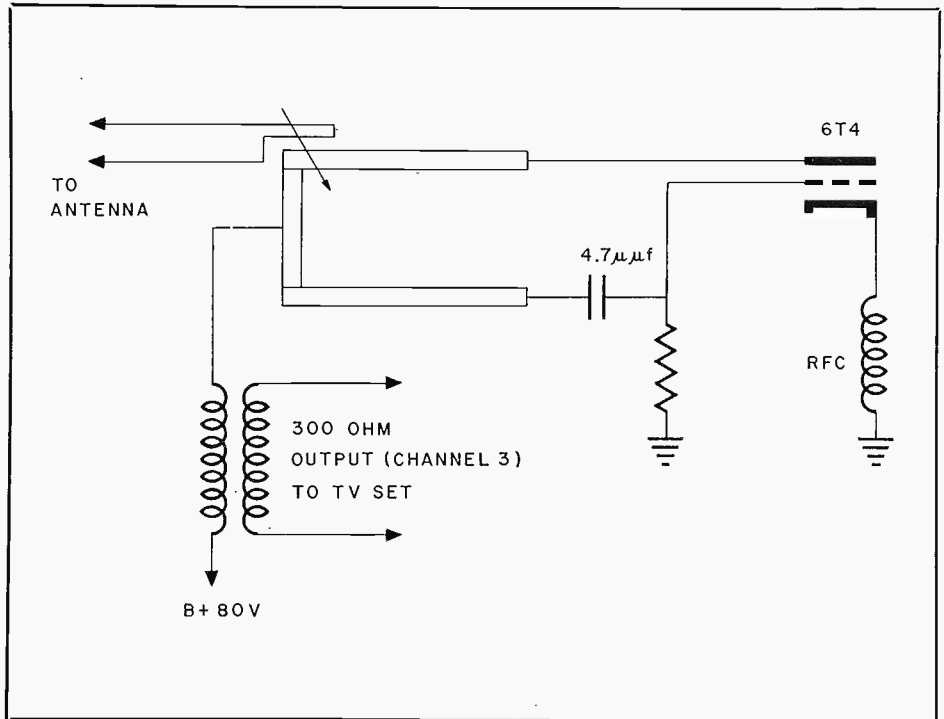 6T4
TO
ANTENNA
4.7μμf
RFC
300 OHM
OUTPUT (CHANNEL 3)
TO TV SET
B+ 80V